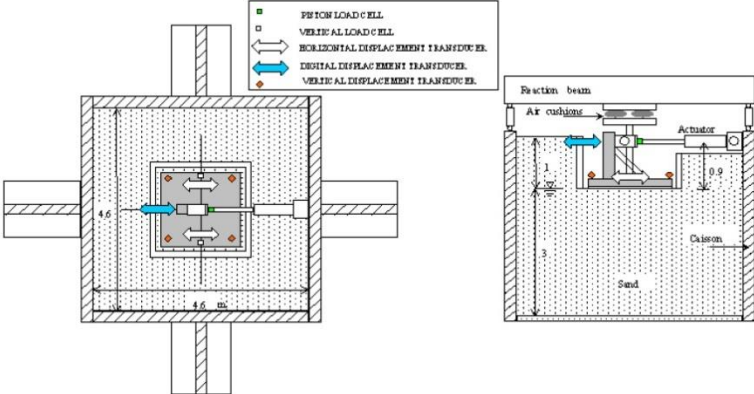 PISTON LOAD CELL
VERTICAL LOAD CELL
HORIZONTAL DISPLACEMENT TRANSDUCER
DIGITAL DISPLACEMENT TRANSDUCER
VERTICAL DISPLACEMENT TRANSDUCER
4.6
4.6 m
Reaction beam
Air cushions
Actuator
1
0.9
Caisson
3
Sand